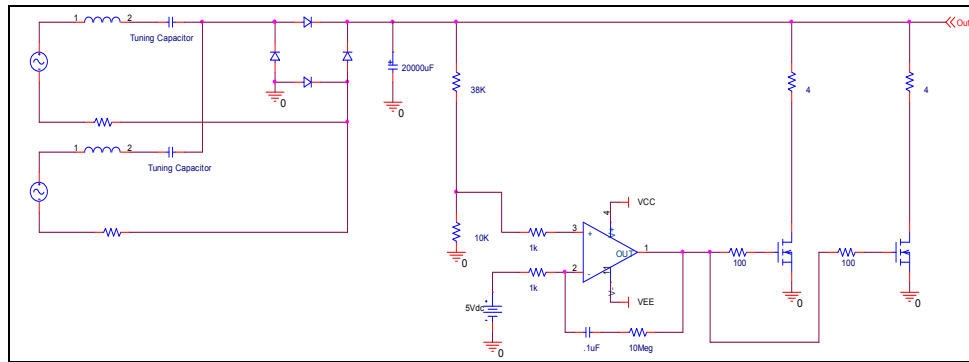 1 2
Tuning Capacitor
0
20000uF
0
38K
4
4
Out
1 2
Tuning Capacitor
10K
0
1k
1k
3
2
+
-
4
V+
OUT
1
11
V-
VCC
VEE
100
100
0
0
5Vdc
0
.1uF
10Meg